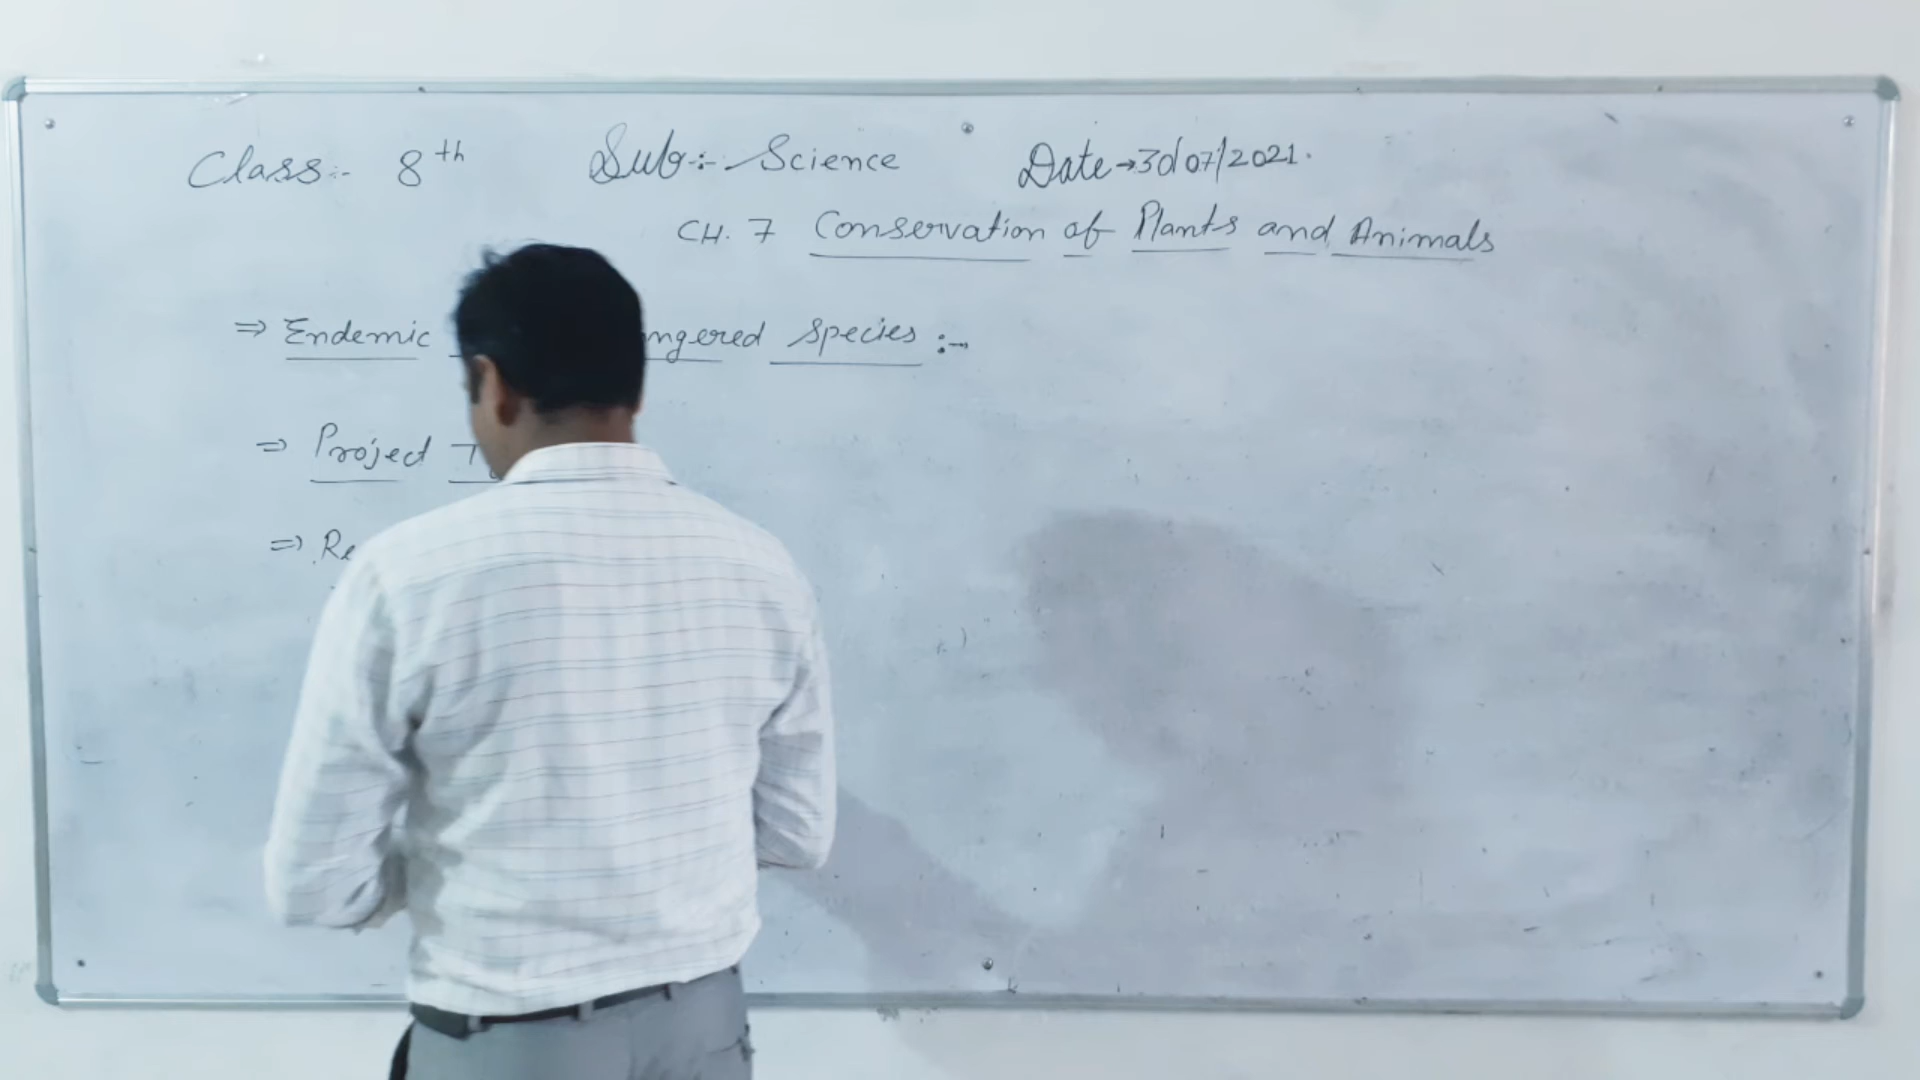 Class:- 8th Sub:- Science Date→30/07/2021.
CH. 7 Conservation of Plants and Animals
⇒ Endemic ngered Species :-
⇒ Project T
⇒ Re